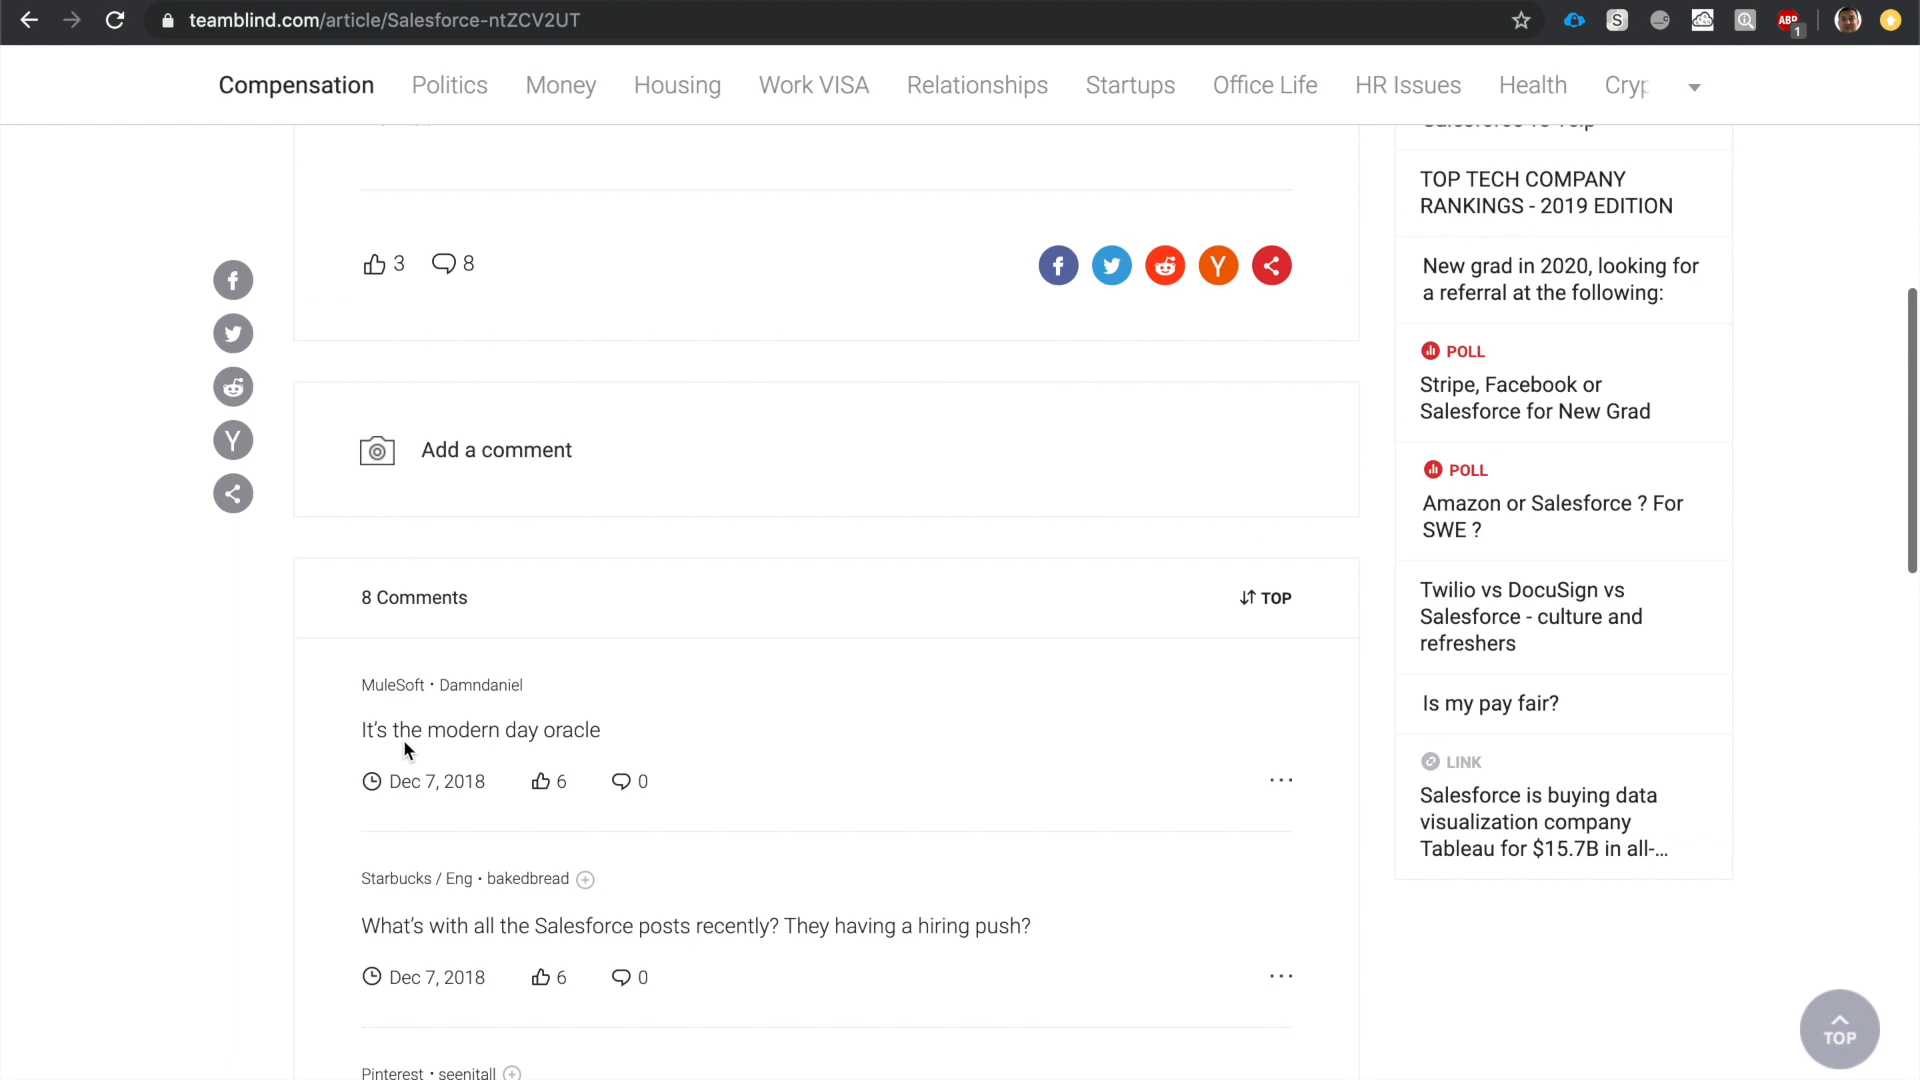 teamblind.com/article/Salesforce-ntZCV2UT
ABP
1
Compensation Politics Money Housing Work VISA Relationships Startups Office Life HR Issues Health Cryp
TOP TECH COMPANY
RANKINGS - 2019 EDITION
New grad in 2020, looking for
a referral at the following:
POLL
Stripe, Facebook or
Salesforce for New Grad
POLL
Amazon or Salesforce ? For
SWE ?
Twilio vs DocuSign vs
Salesforce - culture and
refreshers
Is my pay fair?
LINK
Salesforce is buying data
visualization company
Tableau for $15.7B in all-...
3 8
Add a comment
8 Comments
TOP
MuleSoft · Damndaniel
It's the modern day oracle
Dec 7, 2018 6 0
Starbucks / Eng · bakedbread
What's with all the Salesforce posts recently? They having a hiring push?
Dec 7, 2018 6 0
Pinterest · seenitall
TOP